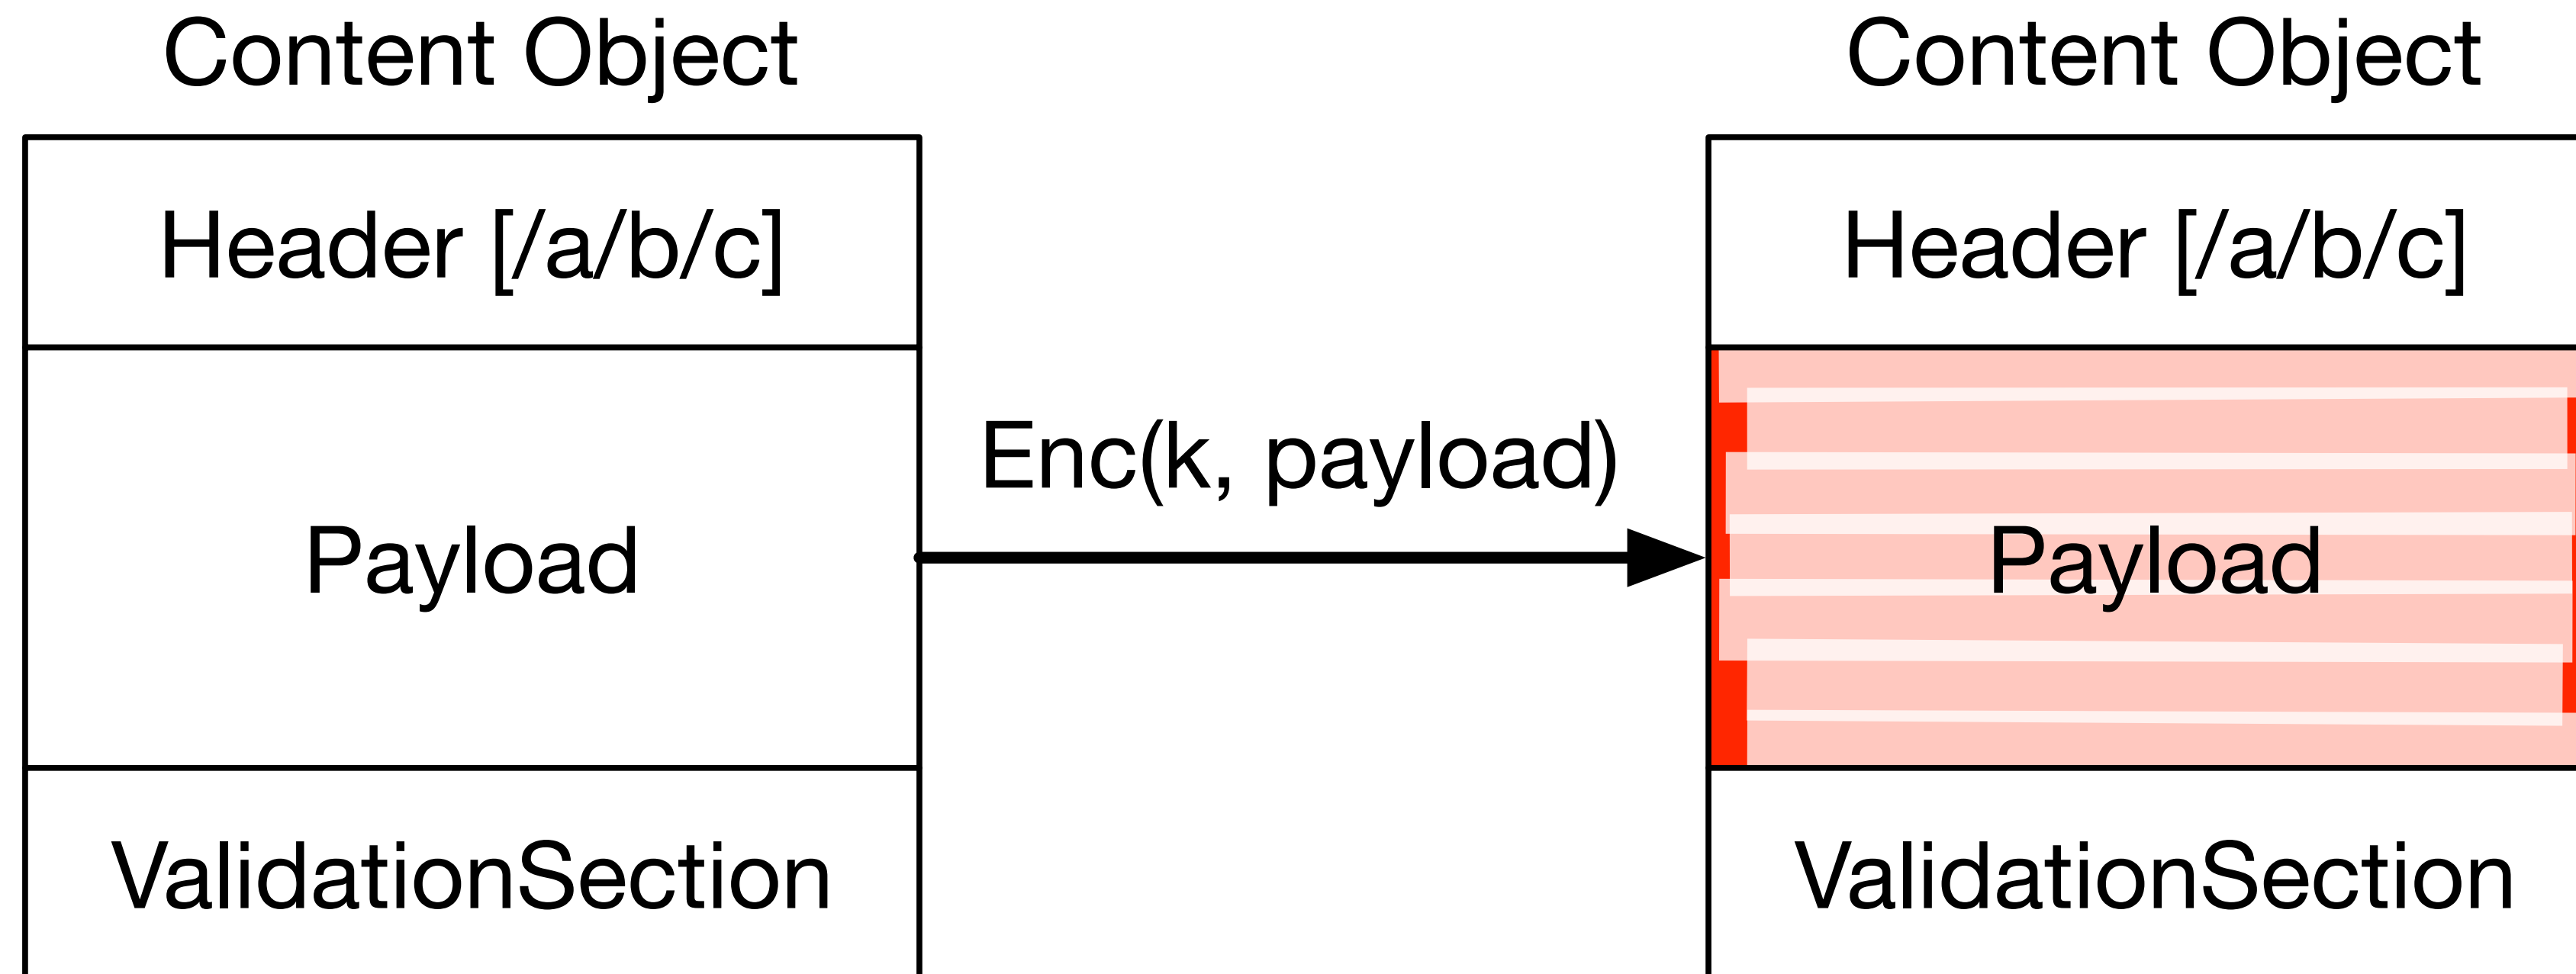 Content Object
Header [/a/b/c]
Payload
ValidationSection
Enc(k, payload)
Content Object
Header [/a/b/c]
Payload
ValidationSection